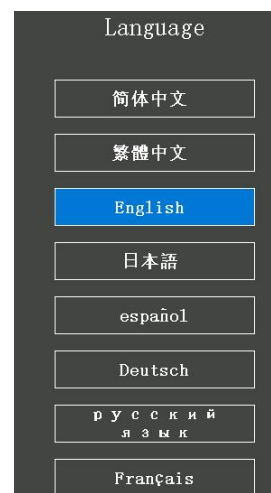 Language
简体中文
繁體中文
English
日本語
español
Deutsch
русский
язык
Français